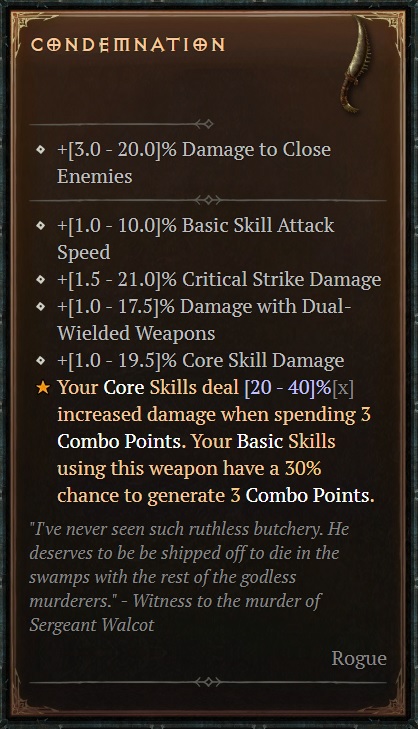 CONDEMNATION
+[3.0 - 20.0]% Damage to Close
Enemies
+[1.0 - 10.0]% Basic Skill Attack
Speed
+[1.5 - 21.0]% Critical Strike Damage
+[1.0 - 17.5]% Damage with Dual-
Wielded Weapons
+[1.0 - 19.5]% Core Skill Damage
Your Core Skills deal [20 - 40]%[x]
increased damage when spending 3
Combo Points. Your Basic Skills
using this weapon have a 30%
chance to generate 3 Combo Points.
"I've never seen such ruthless butchery. He
deserves to be be shipped off to die in the
swamps with the rest of the godless
murderers." - Witness to the murder of
Sergeant Walcot
Rogue